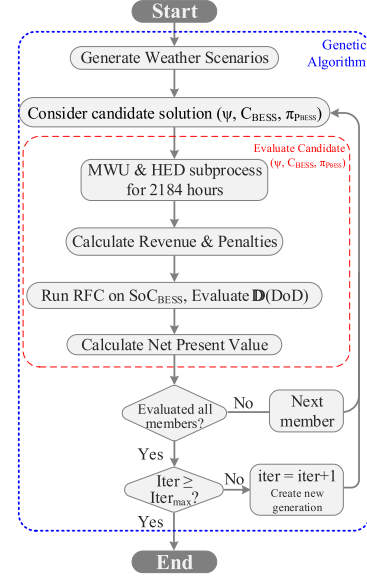 Start
Genetic
Algorithm
Generate Weather Scenarios
Consider candidate solution (ψ, C_BESS, π_P_BESS)
Evaluate Candidate
(ψ, C_BESS, π_P_BESS)
MWU & HED subprocess
for 2184 hours
Calculate Revenue & Penalties
Run RFC on SoC_BESS, Evaluate 𝔻(DoD)
Calculate Net Present Value
Evaluated all
members?
No
Next
member
Yes
Iter ≥
Iter_max?
No
iter = iter+1
Create new
generation
Yes
End